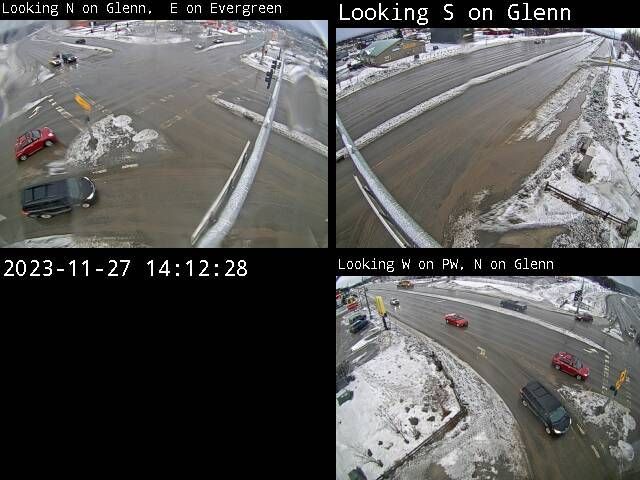 Looking N on Glenn,  E on Evergreen
Looking S on Glenn
2023-11-27 14:12:28
Looking W on PW, N on Glenn